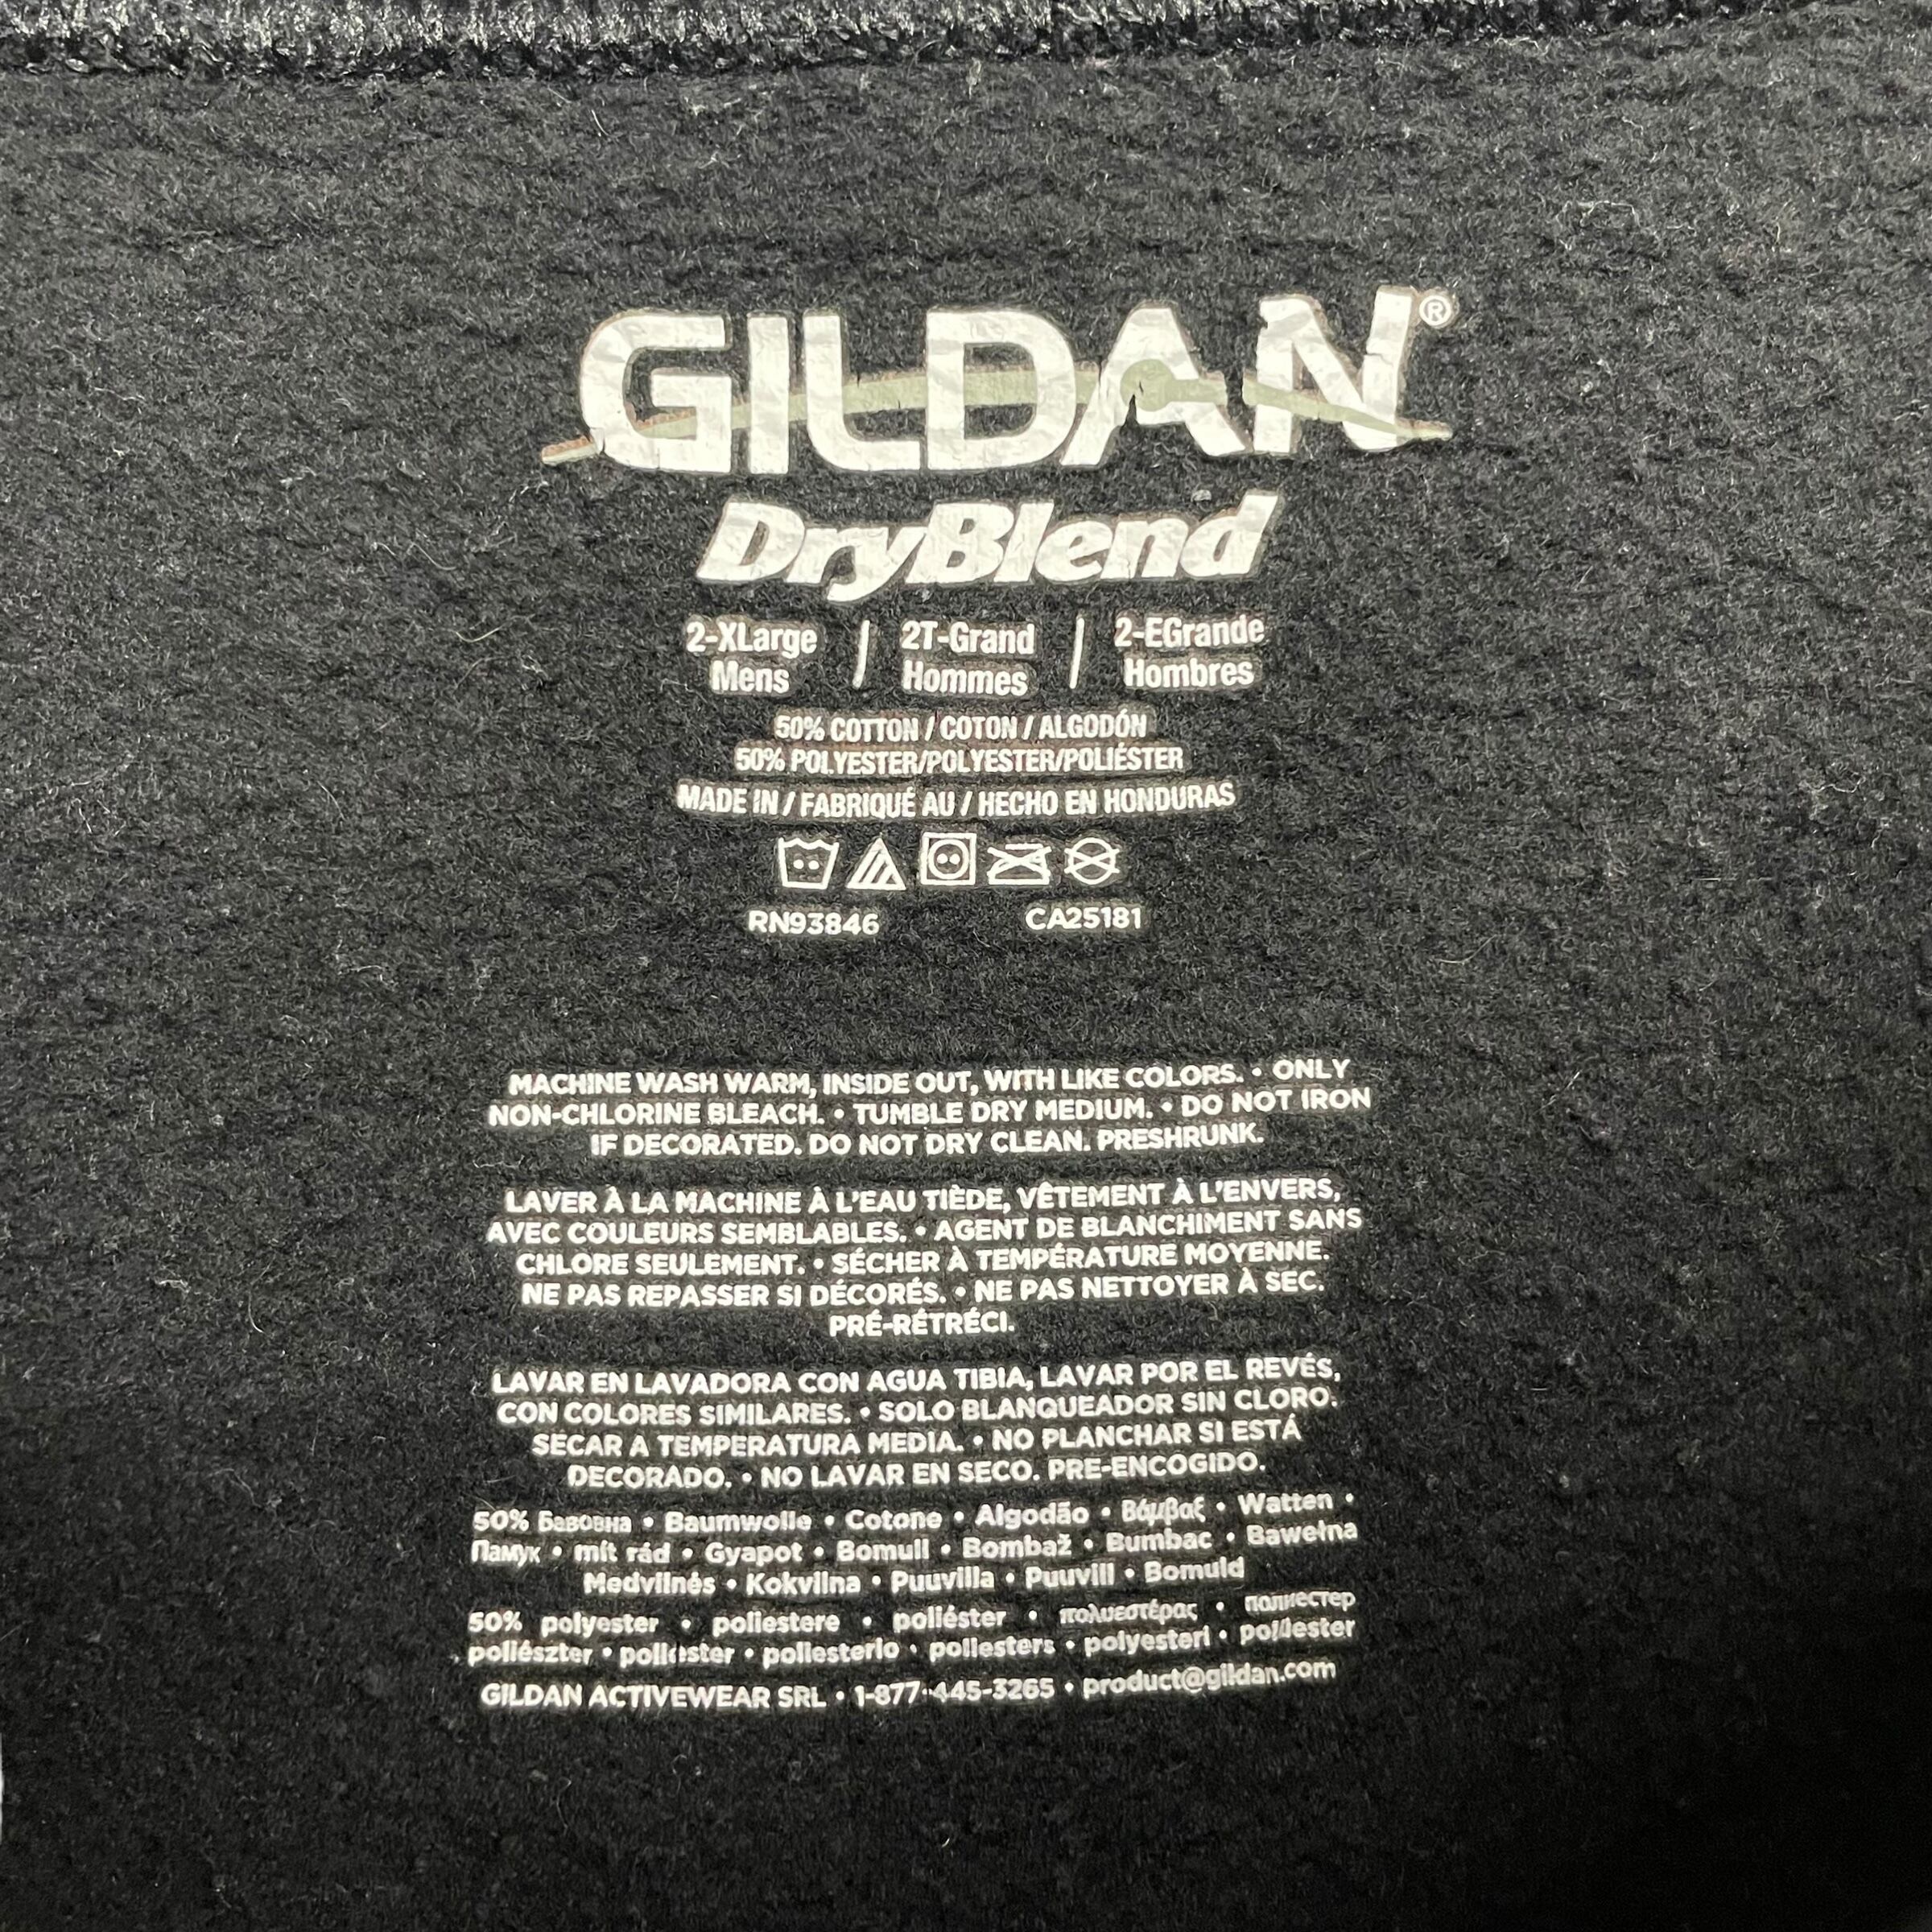 GILDAN®
DryBlend
2-XLarge | 2T-Grand | 2-EGrande
Mens Hommes Hombres
50% COTTON / COTON / ALGODÓN
50% POLYESTER/POLYESTER/POLIÉSTER
MADE IN / FABRIQUÉ AU / HECHO EN HONDURAS
RN93846 CA25181
MACHINE WASH WARM, INSIDE OUT, WITH LIKE COLORS. • ONLY
NON-CHLORINE BLEACH. • TUMBLE DRY MEDIUM. • DO NOT IRON
IF DECORATED. DO NOT DRY CLEAN. PRESHRUNK.
LAVER À LA MACHINE À L'EAU TIÈDE, VÊTEMENT À L'ENVERS,
AVEC COULEURS SEMBLABLES. • AGENT DE BLANCHIMENT SANS
CHLORE SEULEMENT. • SÉCHER À TEMPÉRATURE MOYENNE.
NE PAS REPASSER SI DÉCORÉS. • NE PAS NETTOYER À SEC.
PRÉ-RÉTRÉCI.
LAVAR EN LAVADORA CON AGUA TIBIA, LAVAR POR EL REVÉS,
CON COLORES SIMILARES. • SOLO BLANQUEADOR SIN CLORO.
SECAR A TEMPERATURA MEDIA. • NO PLANCHAR SI ESTÁ
DECORADO. • NO LAVAR EN SECO. PRE-ENCOGIDO.
50% Бавовна • Baumwolle • Cotone • Algodão • Βάμβαξ • Watten •
Памук • mít rád • Gyapot • Bomull • Bombaž • Bumbac • Bawełna
Medvilnés • Kokvilna • Puuvilla • Puuvill • Bomuld
50% polyester • poliestere • poliéster • πολυεστέρας • полиестер
poliészter • poliester • poliesterio • poliesters • polyesteri • poliester
GILDAN ACTIVEWEAR SRL • 1-877-445-3265 • product@gildan.com